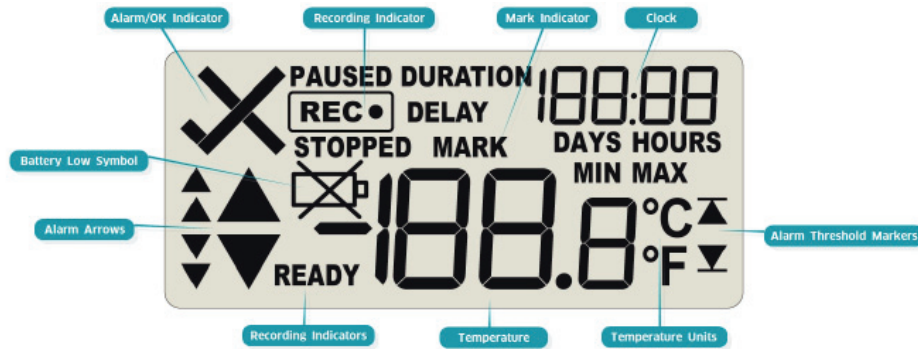 Alarm/OK Indicator
Recording Indicator
Mark Indicator
Clock
PAUSED DURATION
188:88
REC DELAY
STOPPED MARK
DAYS HOURS
Battery Low Symbol
MIN MAX
-188.8
°C
Alarm Arrows
Alarm Threshold Markers
°F
READY
Recording Indicators
Temperature
Temperature Units